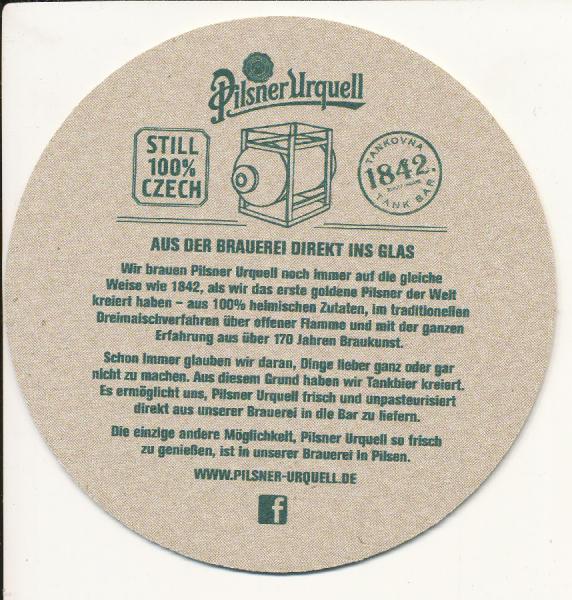 Pilsner Urquell
STILL
100%
CZECH
TANKOVNA
1842.
TANK BAR
AUS DER BRAUEREI DIREKT INS GLAS
Wir brauen Pilsner Urquell noch immer auf die gleiche
Weise wie 1842, als wir das erste goldene Pilsner der Welt
kreiert haben – aus 100% heimischen Zutaten, im traditionellen
Dreimaischverfahren über offener Flamme und mit der ganzen
Erfahrung aus über 170 Jahren Braukunst.
Schon immer glauben wir daran, Dinge lieber ganz oder gar
nicht zu machen. Aus diesem Grund haben wir Tankbier kreiert.
Es ermöglicht uns, Pilsner Urquell frisch und unpasteurisiert
direkt aus unserer Brauerei in die Bar zu liefern.
Die einzige andere Möglichkeit, Pilsner Urquell so frisch
zu genießen, ist in unserer Brauerei in Pilsen.
WWW.PILSNER-URQUELL.DE
f